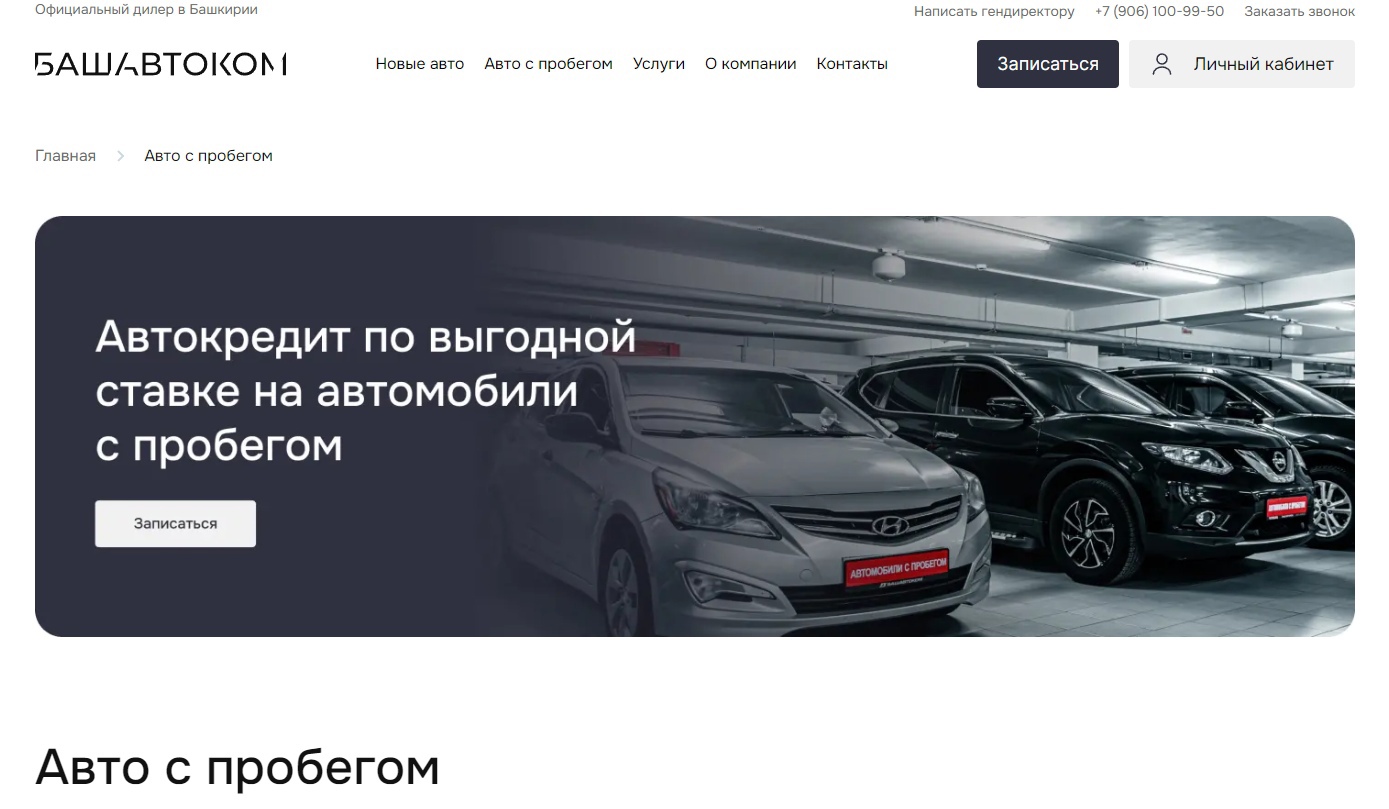 Официальный дилер в Башкирии
Написать гендиректору +7 (906) 100-99-50 Заказать звонок
БАШАВТОКОМ
Новые авто Авто с пробегом Услуги О компании Контакты
Записаться
Личный кабинет
Главная
Авто с пробегом
Автокредит по выгодной
ставке на автомобили
с пробегом
Записаться
АВТОМОБИЛИ С ПРОБЕГОМ
АВТОМОБИЛИ С ПРОБЕГОМ
Авто с пробегом